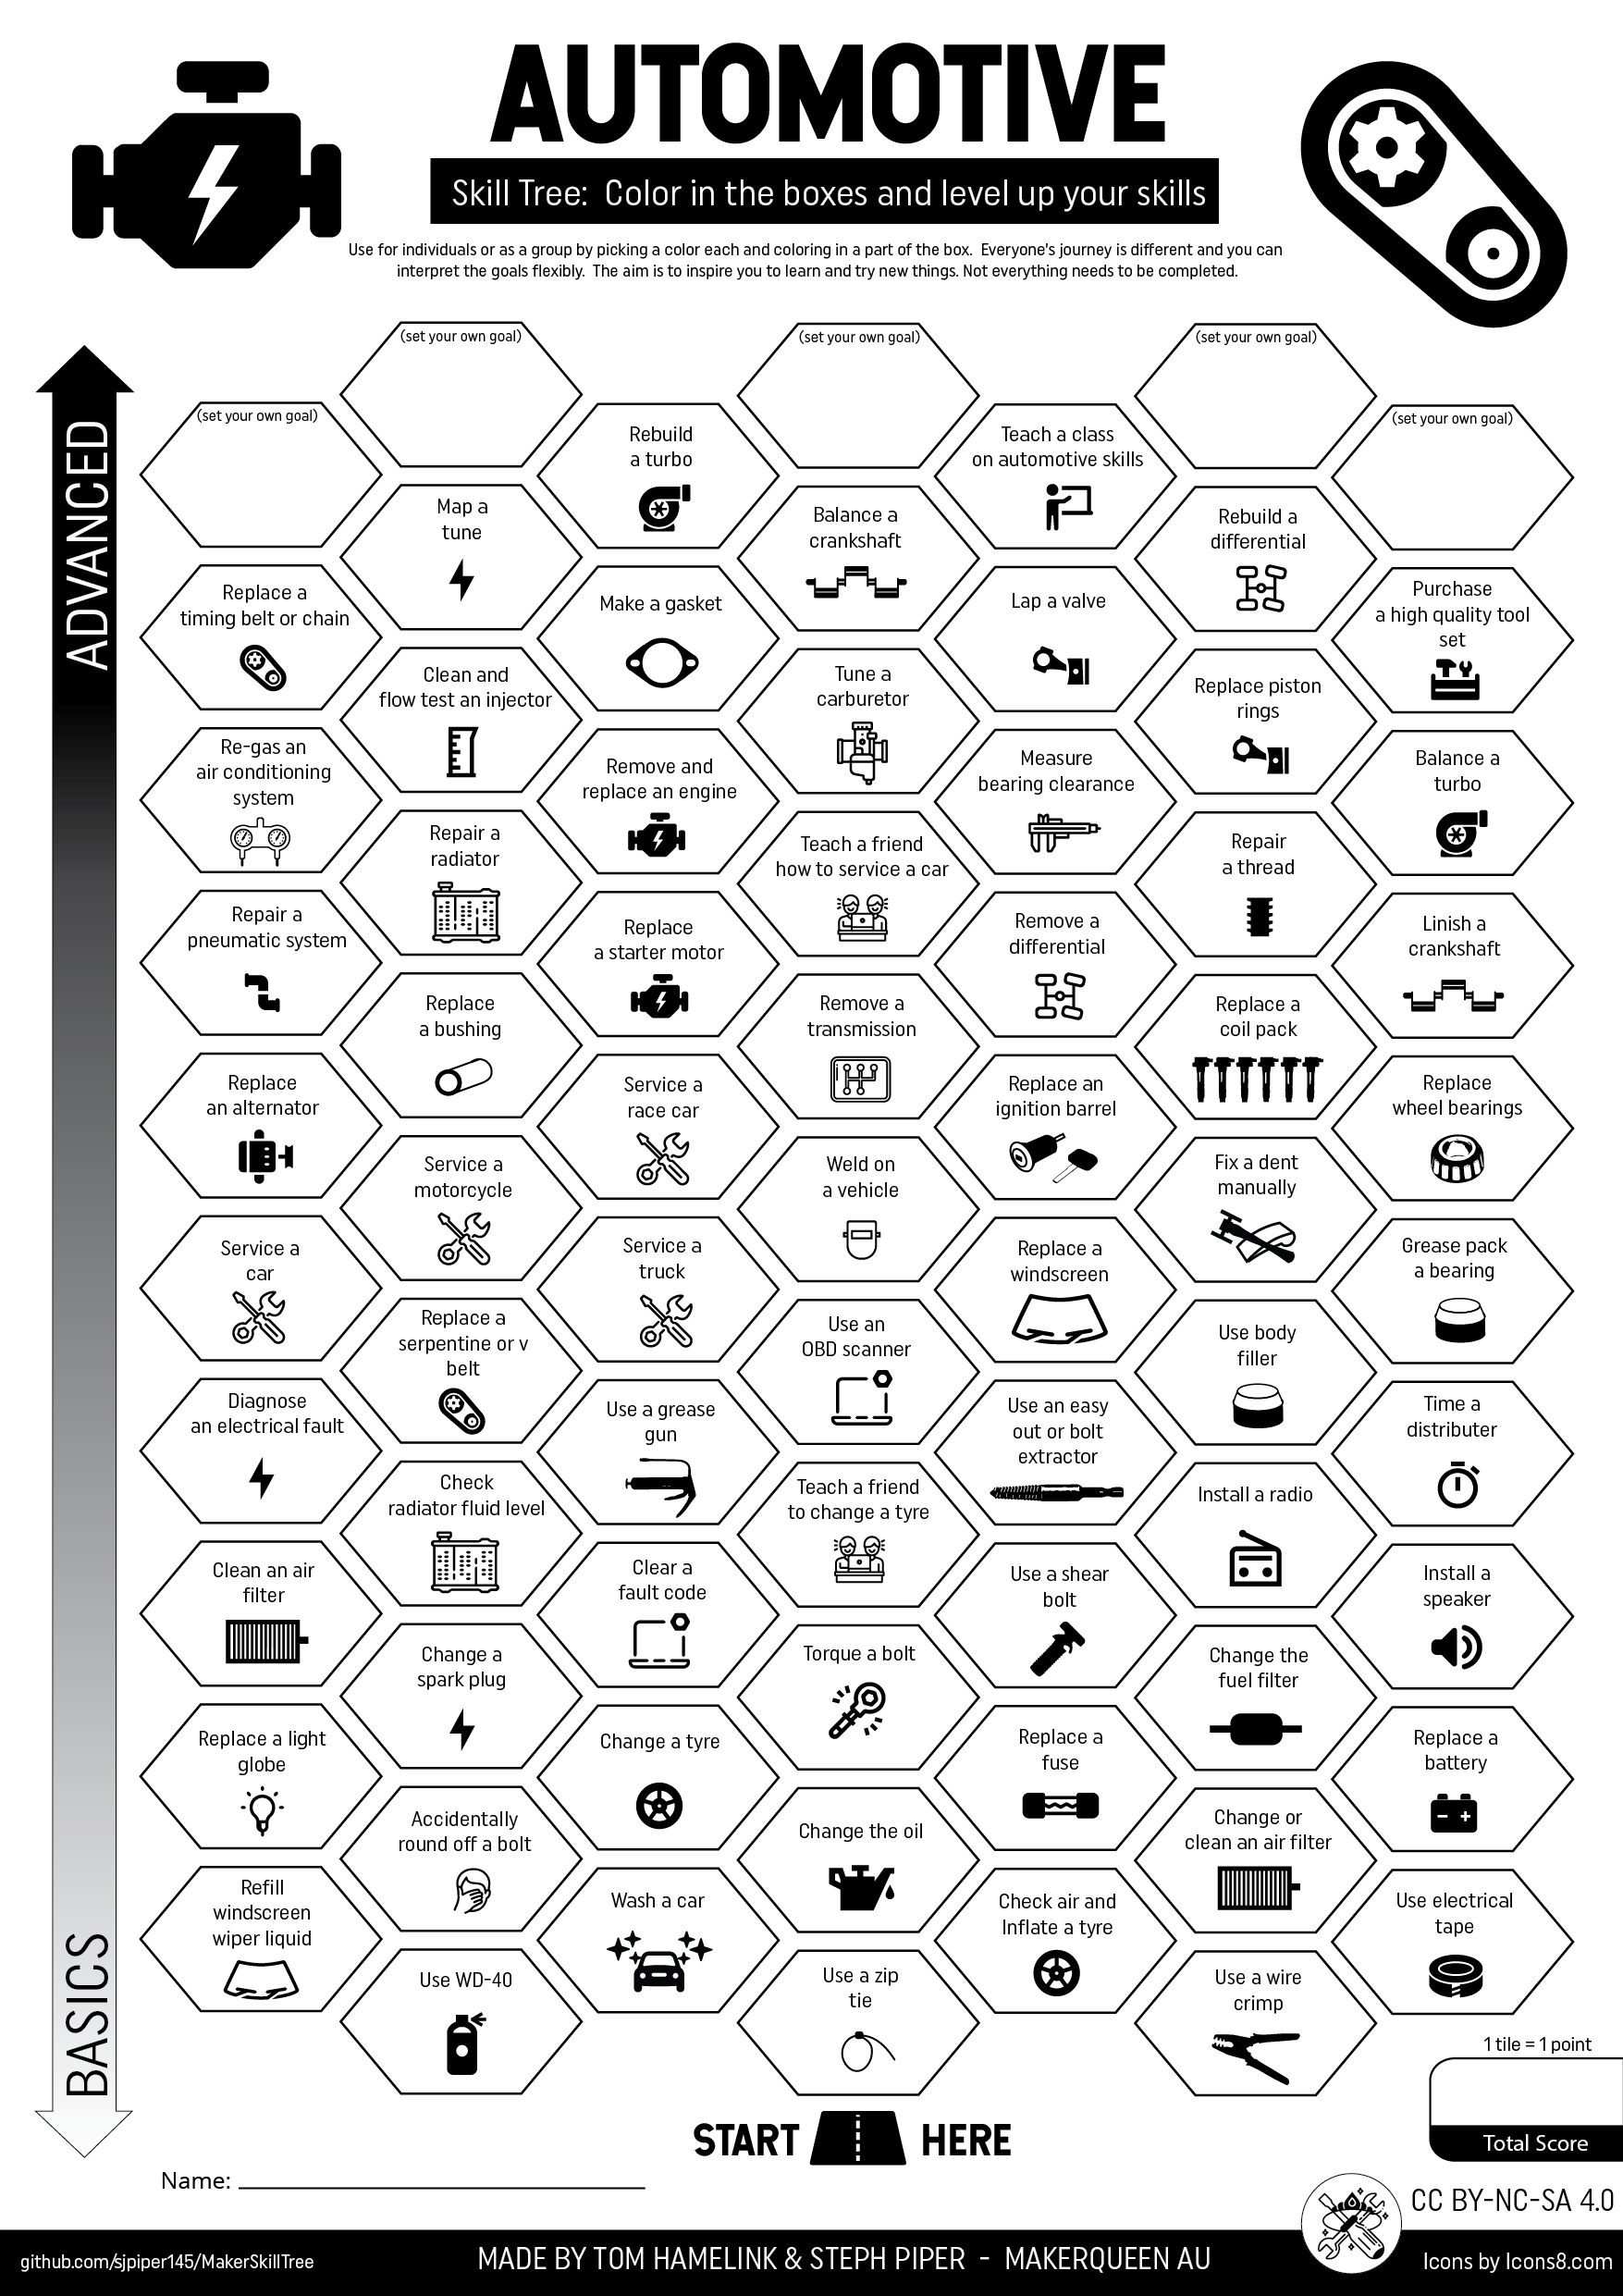 AUTOMOTIVE
Skill Tree:  Color in the boxes and level up your skills
Use for individuals or as a group by picking a color each and coloring in a part of the box.  Everyone's journey is different and you can
interpret the goals flexibly.  The aim is to inspire you to learn and try new things. Not everything needs to be completed.
ADVANCED
(set your own goal)
(set your own goal)
(set your own goal)
(set your own goal)
(set your own goal)
Rebuild
a turbo
Teach a class
on automotive skills
Map a
tune
Balance a
crankshaft
Rebuild a
differential
Replace a
timing belt or chain
Make a gasket
Lap a valve
Purchase
a high quality tool
set
Clean and
flow test an injector
Tune a
carburetor
Replace piston
rings
Re-gas an
air conditioning
system
Remove and
replace an engine
Measure
bearing clearance
Balance a
turbo
Repair a
radiator
Teach a friend
how to service a car
Repair
a thread
Repair a
pneumatic system
Replace
a starter motor
Remove a
differential
Linish a
crankshaft
Replace
a bushing
Remove a
transmission
Replace a
coil pack
Replace
an alternator
Service a
race car
Replace an
ignition barrel
Replace
wheel bearings
Service a
motorcycle
Weld on
a vehicle
Fix a dent
manually
Service a
car
Service a
truck
Replace a
windscreen
Grease pack
a bearing
Replace a
serpentine or v
belt
Use an
OBD scanner
Use body
filler
Diagnose
an electrical fault
Use a grease
gun
Use an easy
out or bolt
extractor
Time a
distributer
Check
radiator fluid level
Teach a friend
to change a tyre
Install a radio
Clean an air
filter
Clear a
fault code
Use a shear
bolt
Install a
speaker
Change a
spark plug
Torque a bolt
Change the
fuel filter
Replace a light
globe
Change a tyre
Replace a
fuse
Replace a
battery
Accidentally
round off a bolt
Change the oil
Change or
clean an air filter
Refill
windscreen
wiper liquid
Wash a car
Check air and
Inflate a tyre
Use electrical
tape
Use WD-40
Use a zip
tie
Use a wire
crimp
BASICS
1 tile = 1 point
Total Score
START HERE
Name:
CC BY-NC-SA 4.0
github.com/sjpiper145/MakerSkillTree
MADE BY TOM HAMELINK & STEPH PIPER  -  MAKERQUEEN AU
Icons by Icons8.com